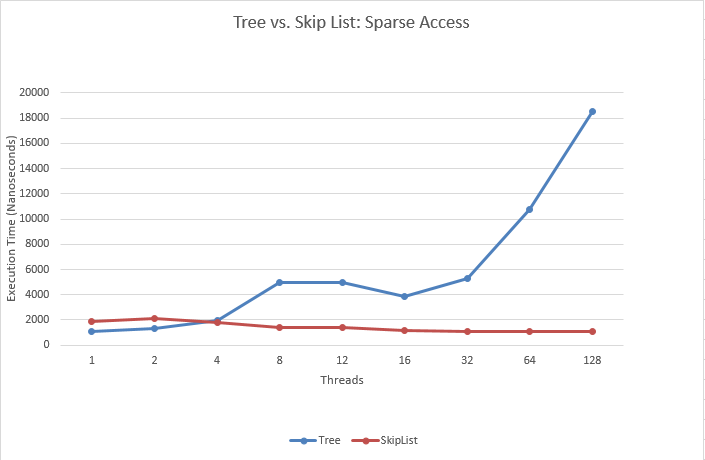 Tree vs. Skip List: Sparse Access
Execution Time (Nanoseconds)
20000
18000
16000
14000
12000
10000
8000
6000
4000
2000
0
1 2 4 8 12 16 32 64 128
Threads
Tree SkipList